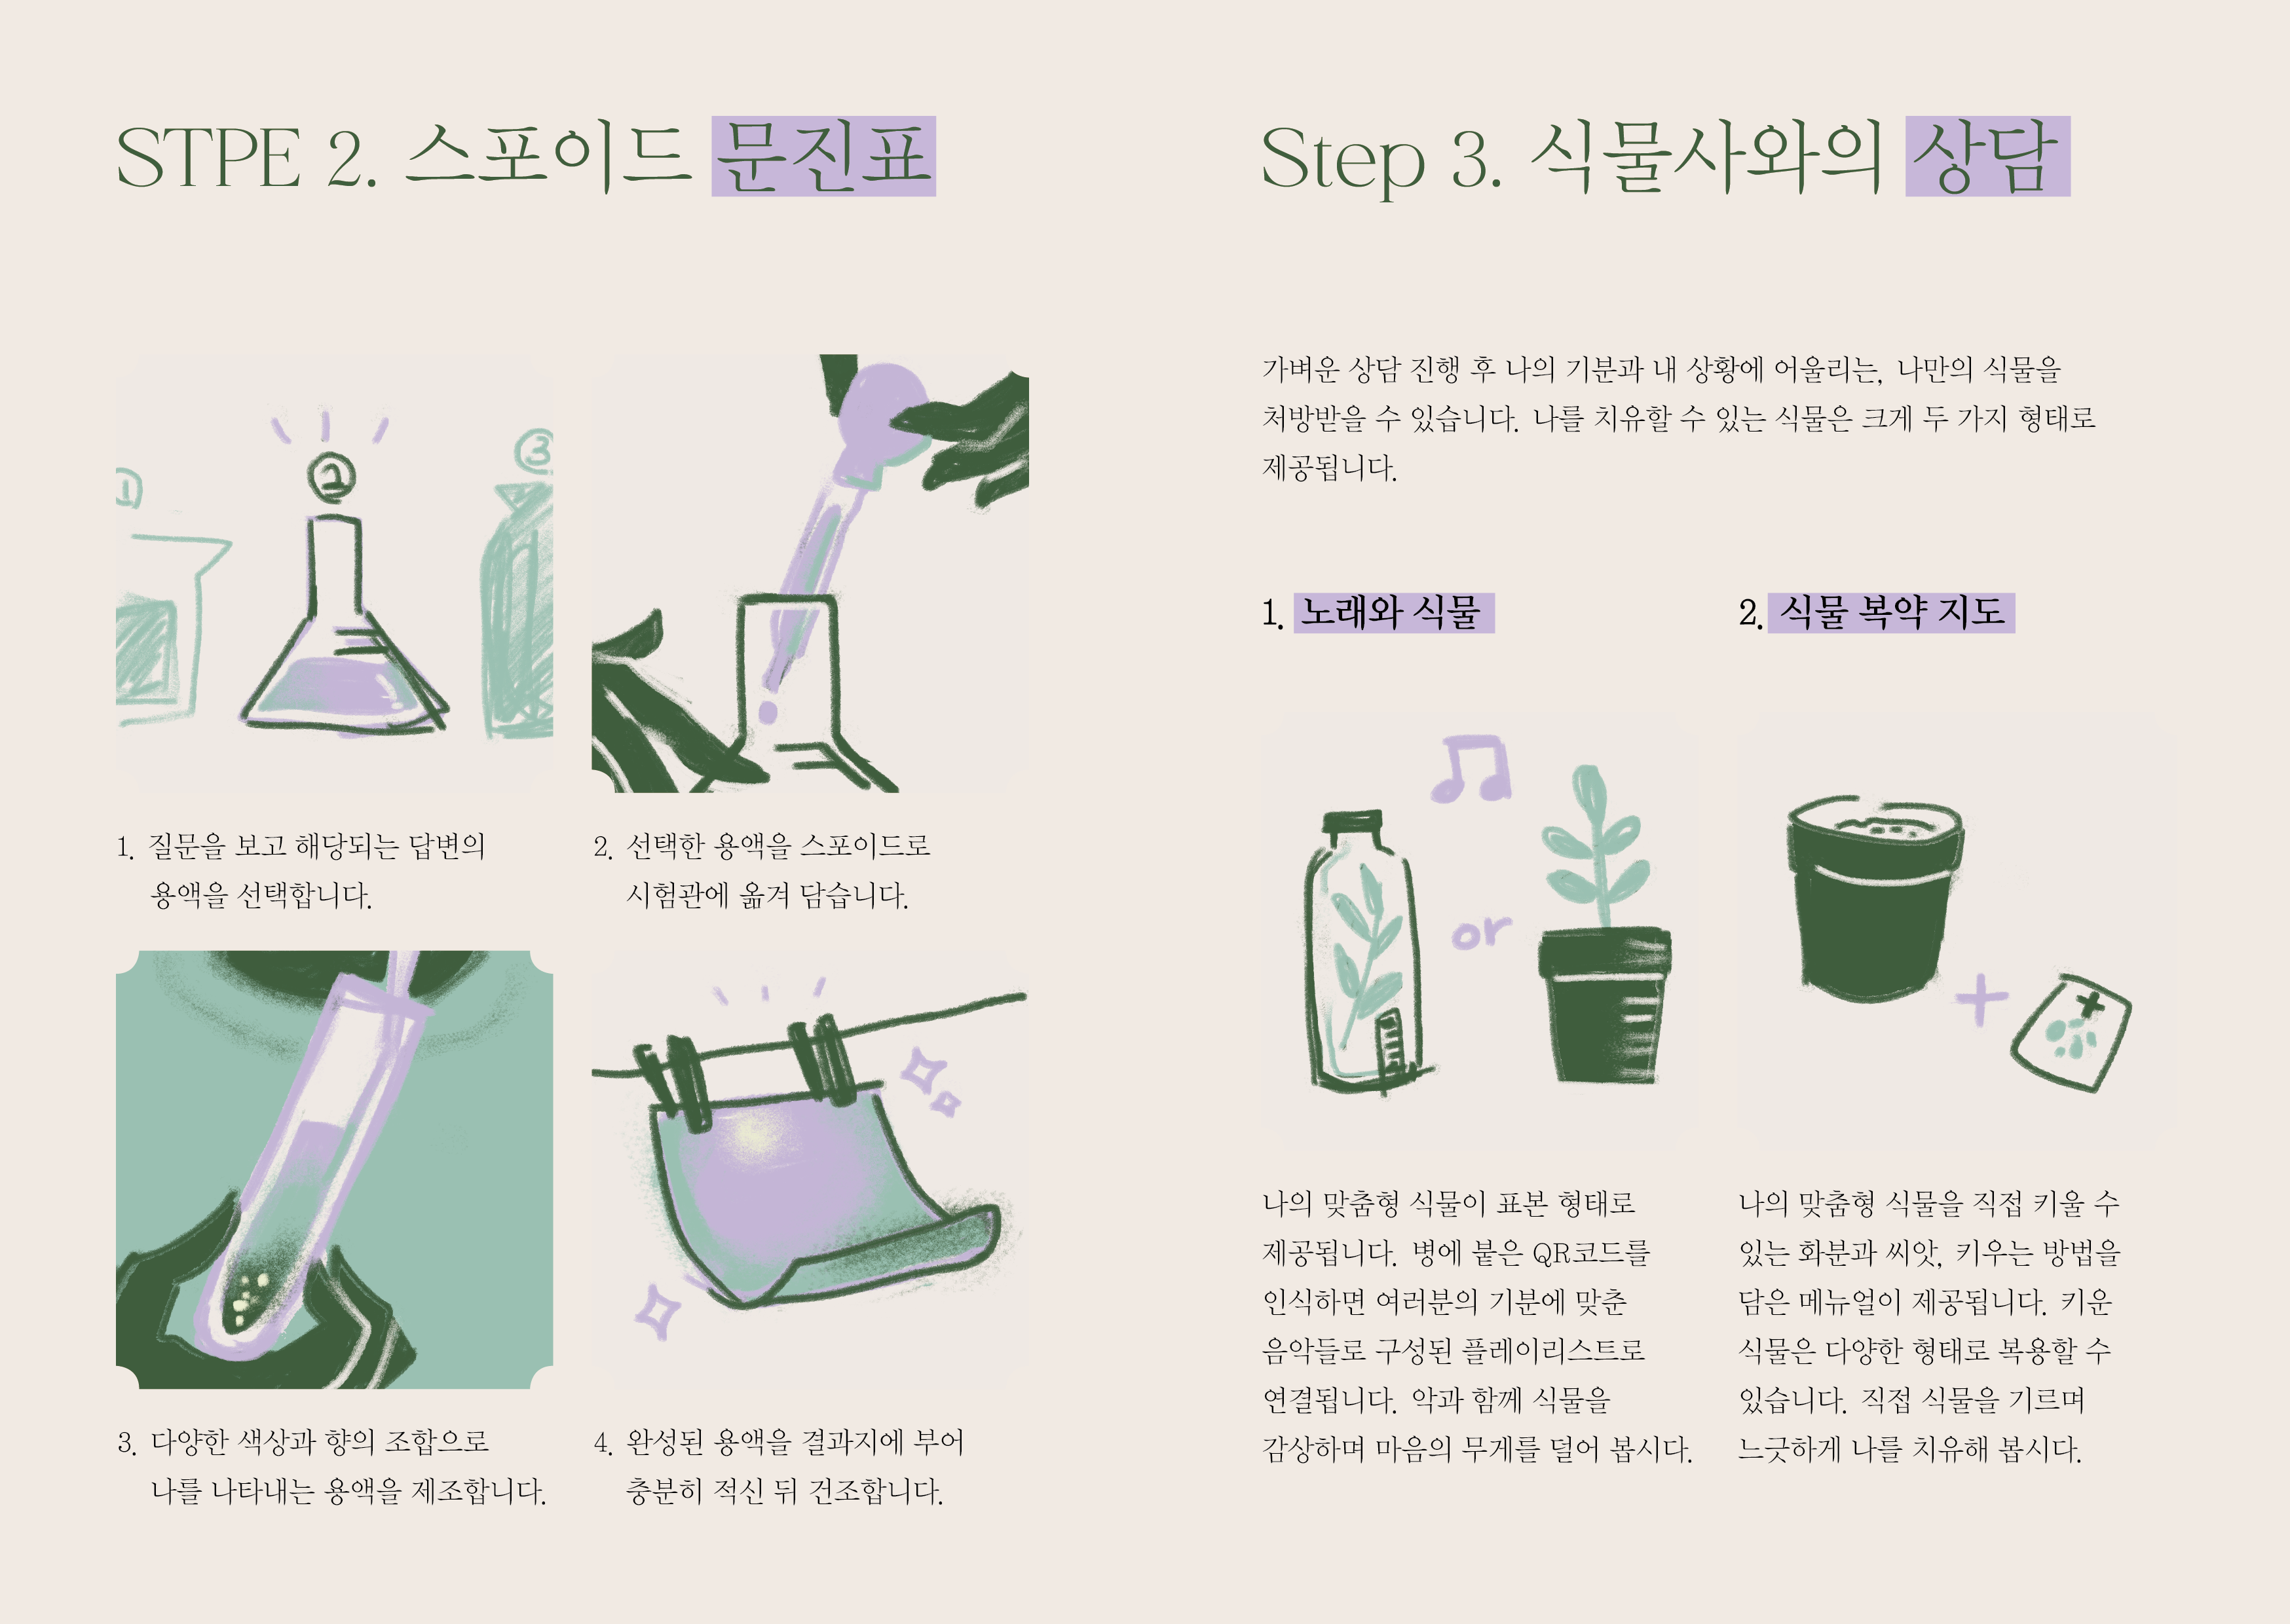 STPE 2. 스포이드 문진표
①
②
③
1. 질문을 보고 해당되는 답변의
용액을 선택합니다.
2. 선택한 용액을 스포이드로
시험관에 옮겨 담습니다.
3. 다양한 색상과 향의 조합으로
나를 나타내는 용액을 제조합니다.
4. 완성된 용액을 결과지에 부어
충분히 적신 뒤 건조합니다.
Step 3. 식물사와의 상담
가벼운 상담 진행 후 나의 기분과 내 상황에 어울리는, 나만의 식물을
처방받을 수 있습니다. 나를 치유할 수 있는 식물은 크게 두 가지 형태로
제공됩니다.
1. 노래와 식물
or
나의 맞춤형 식물이 표본 형태로
제공됩니다. 병에 붙은 QR코드를
인식하면 여러분의 기분에 맞춘
음악들로 구성된 플레이리스트로
연결됩니다. 악과 함께 식물을
감상하며 마음의 무게를 덜어 봅시다.
2. 식물 복약 지도
+
나의 맞춤형 식물을 직접 키울 수
있는 화분과 씨앗, 키우는 방법을
담은 메뉴얼이 제공됩니다. 키운
식물은 다양한 형태로 복용할 수
있습니다. 직접 식물을 기르며
느긋하게 나를 치유해 봅시다.